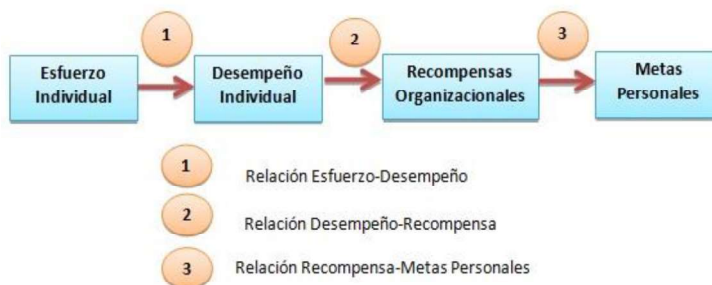 1
2
3
Esfuerzo
Individual
Desempeño
Individual
Recompensas
Organizacionales
Metas
Personales
1
Relación Esfuerzo-Desempeño
2
Relación Desempeño-Recompensa
3
Relación Recompensa-Metas Personales